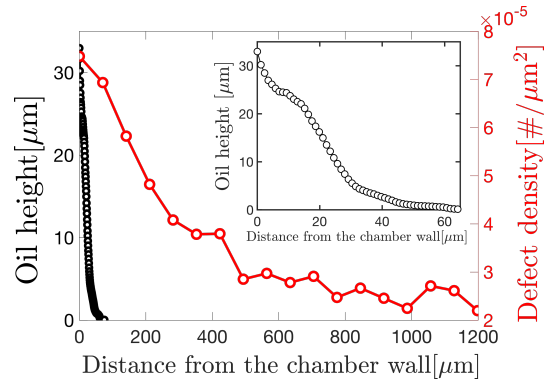 ×10⁻⁵
30
20
10
0
Oil height[μm]
30
20
10
0
Oil height [μm]
0 20 40 60
Distance from the chamber wall[μm]
8
7
6
5
4
3
2
Defect density[#/μm²]
0 200 400 600 800 1000 1200
Distance from the chamber wall[μm]